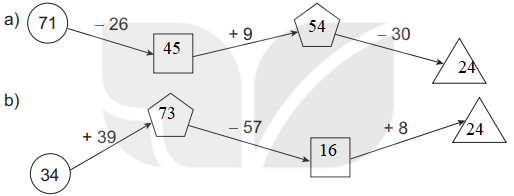 a) 71 – 26 45 + 9 54 – 30 24
b) 34 + 39 73 – 57 16 + 8 24